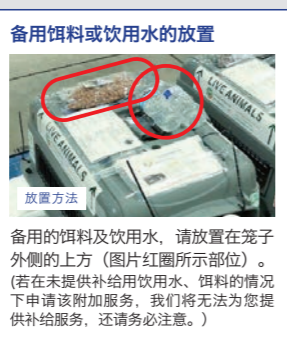 备用饵料或饮用水的放置
LIVE ANIMALS
LIVE ANIMALS
放置方法
备用的饵料及饮用水，请放置在笼子
外侧的上方（图片红圈所示部位）。
(若在未提供补给用饮用水、饵料的情况
下申请该附加服务，我们将无法为您提
供补给服务，还请务必注意。）